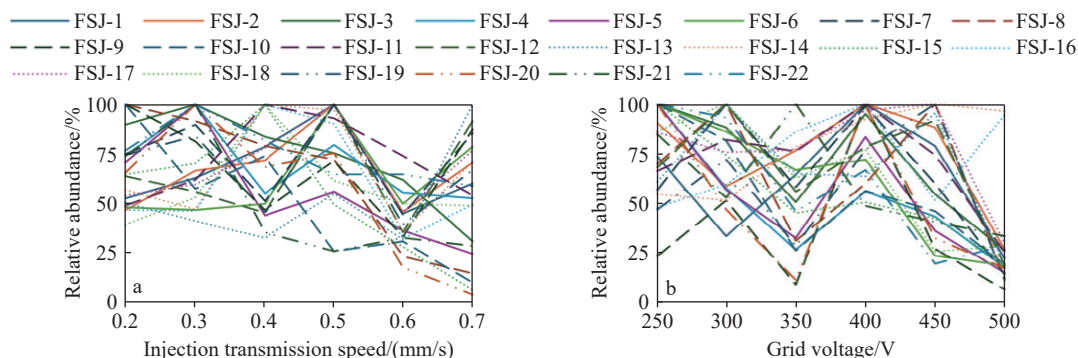 FSJ-1 FSJ-2 FSJ-3 FSJ-4 FSJ-5 FSJ-6 FSJ-7 FSJ-8
FSJ-9 FSJ-10 FSJ-11 FSJ-12 FSJ-13 FSJ-14 FSJ-15 FSJ-16
FSJ-17 FSJ-18 FSJ-19 FSJ-20 FSJ-21 FSJ-22
Relative abundance/%
100
75
50
25
0
a
0.2 0.3 0.4 0.5 0.6 0.7
Injection transmission speed/(mm/s)
Relative abundance/%
100
75
50
25
0
b
250 300 350 400 450 500
Grid voltage/V